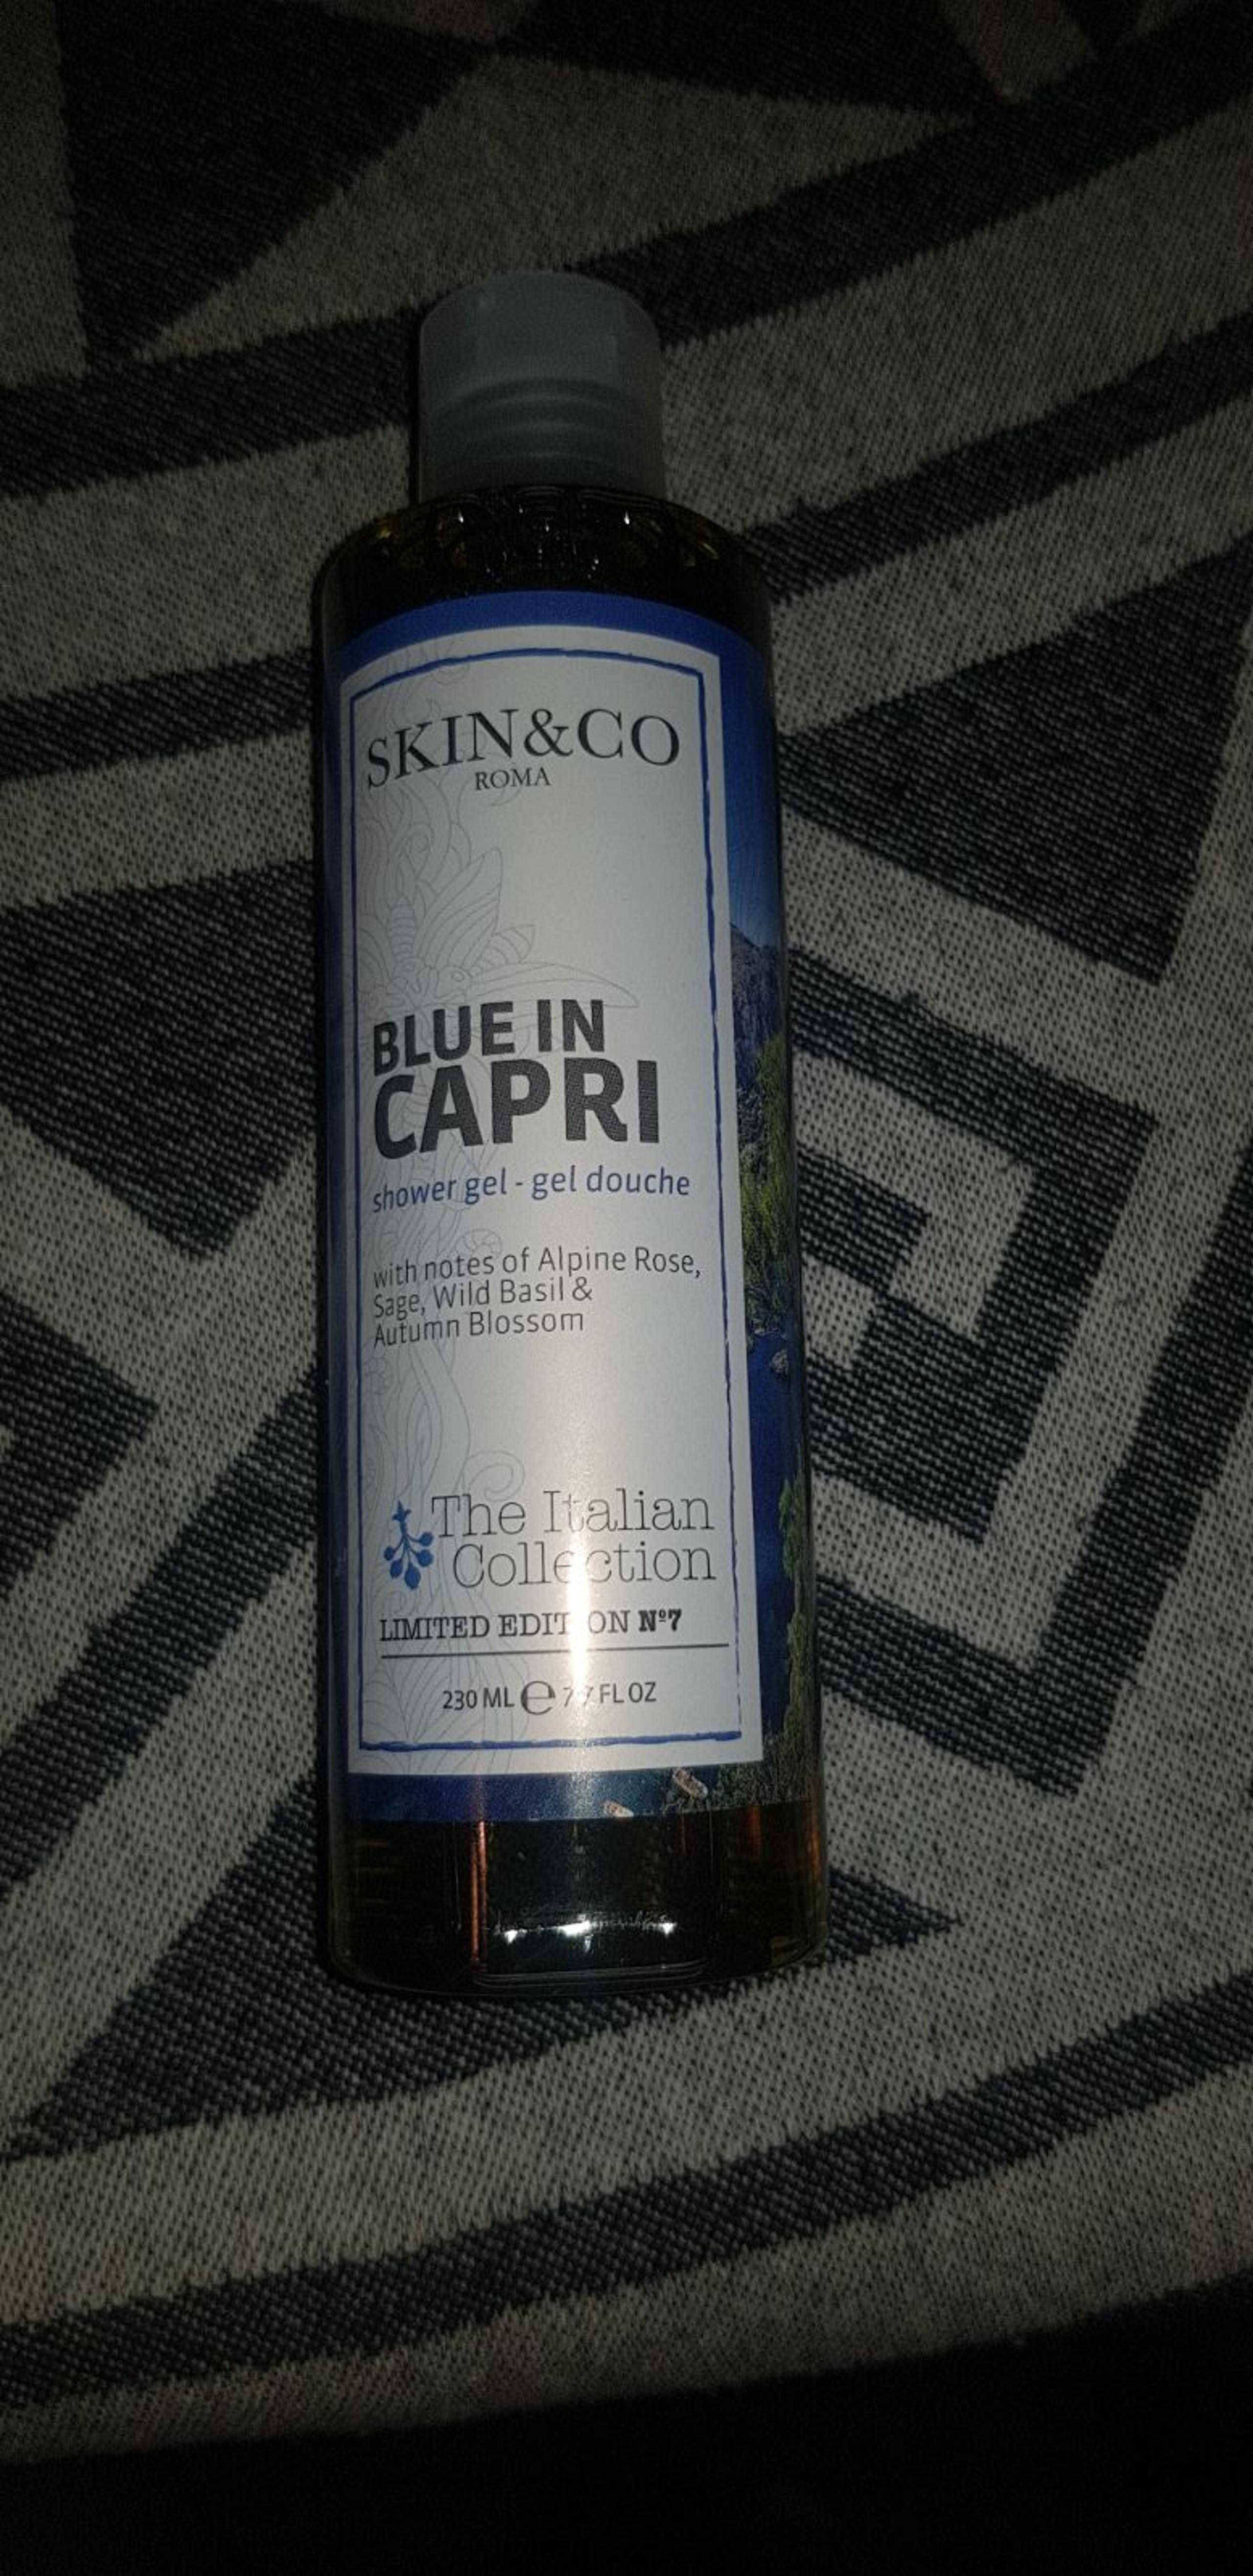 SKIN&CO
ROMA
BLUE IN
CAPRI
shower gel - gel douche
with notes of Alpine Rose,
Sage, Wild Basil &
Autumn Blossom
The Italian
Collection
LIMITED EDITION Nº7
230 ML ℮ 7.7 FL OZ